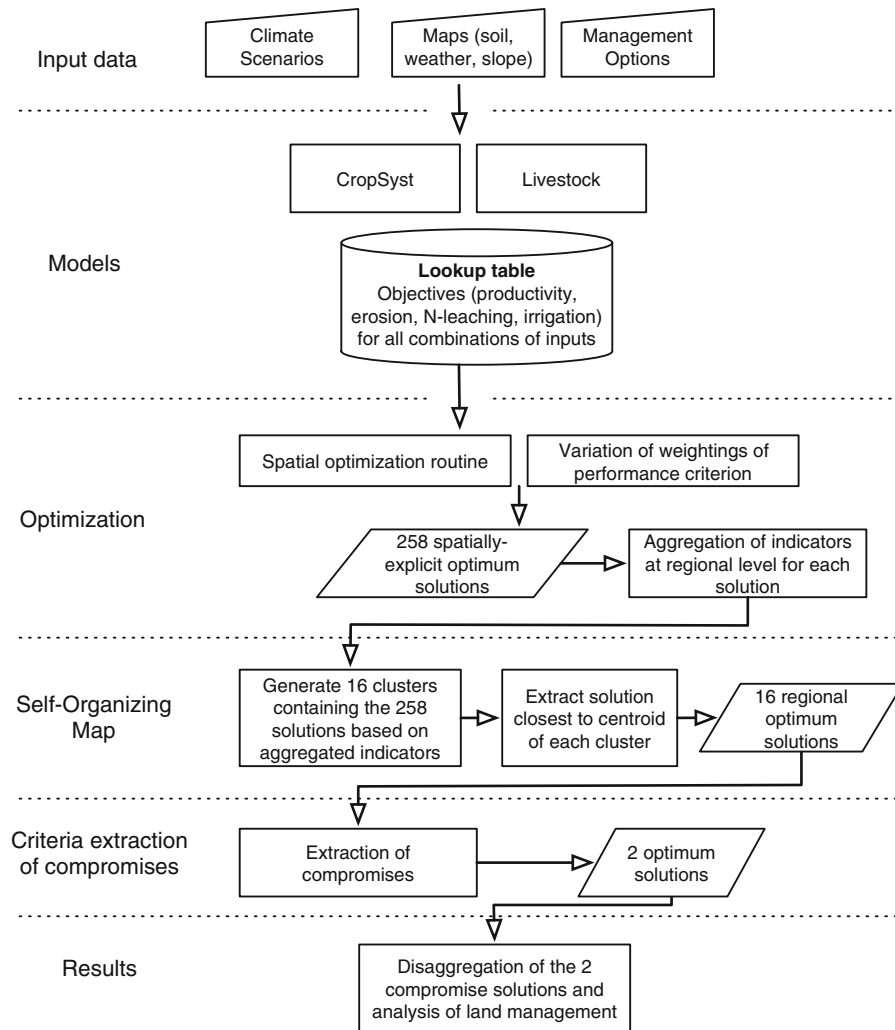 Input data
Climate
Scenarios
Maps (soil,
weather, slope)
Management
Options
Models
CropSyst
Livestock
Lookup table
Objectives (productivity,
erosion, N-leaching, irrigation)
for all combinations of
inputs
Optimization
Spatial optimization routine
Variation of weightings of
performance criterion
258 spatially-
explicit optimum
solutions
Aggregation of indicators
at regional level for each
solution
Self-Organizing
Map
Generate 16 clusters
containing the 258
solutions based on
aggregated indicators
Extract solution
closest to centroid
of each cluster
16 regional
optimum
solutions
Criteria extraction
of compromises
Extraction of
compromises
2 optimum
solutions
Results
Disaggregation of the 2
compromise solutions and
analysis of land management